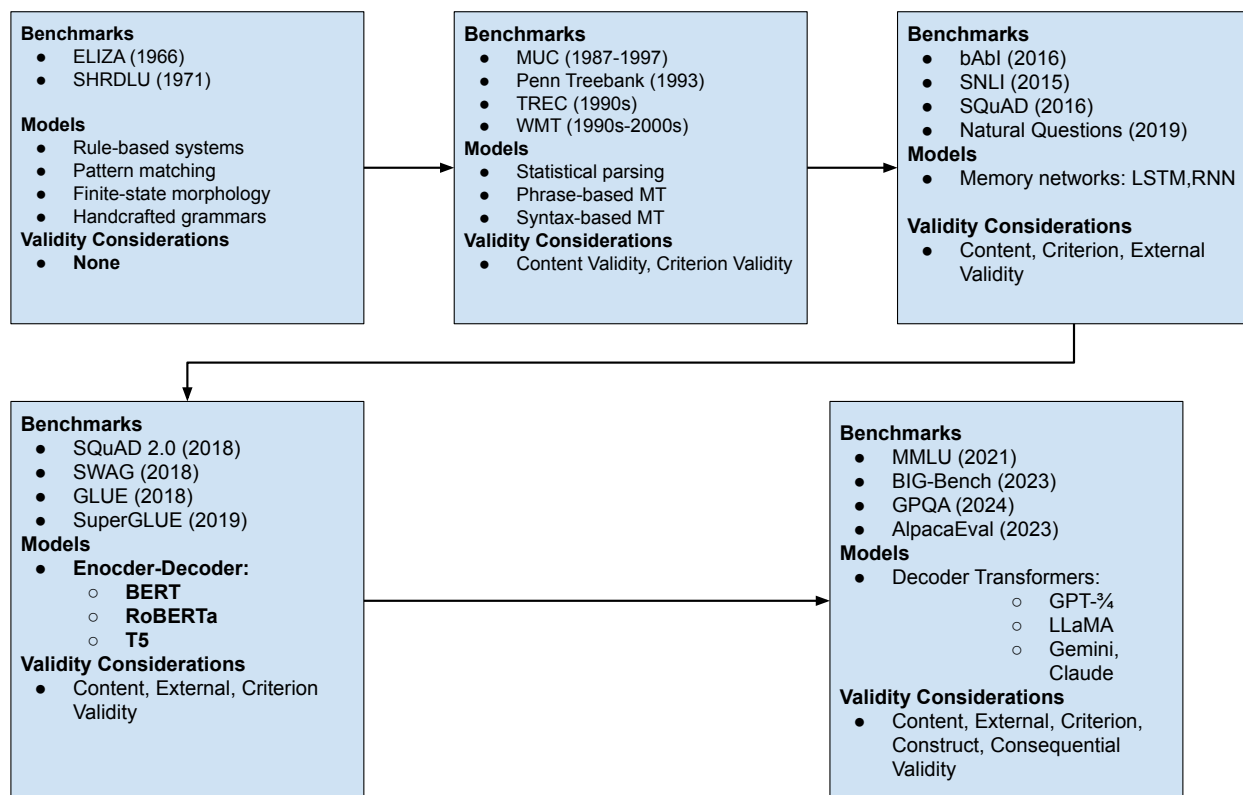 Benchmarks
● ELIZA (1966)
● SHRDLU (1971)
Models
● Rule-based systems
● Pattern matching
● Finite-state morphology
● Handcrafted grammars
Validity Considerations
● None
Benchmarks
● MUC (1987-1997)
● Penn Treebank (1993)
● TREC (1990s)
● WMT (1990s-2000s)
Models
● Statistical parsing
● Phrase-based MT
● Syntax-based MT
Validity Considerations
● Content Validity, Criterion Validity
Benchmarks
● bAbI (2016)
● SNLI (2015)
● SQuAD (2016)
● Natural Questions (2019)
Models
● Memory networks: LSTM,RNN
Validity Considerations
● Content, Criterion, External
Validity
Benchmarks
● SQuAD 2.0 (2018)
● SWAG (2018)
● GLUE (2018)
● SuperGLUE (2019)
Models
● Enocder-Decoder:
○ BERT
○ RoBERTa
○ T5
Validity Considerations
● Content, External, Criterion
Validity
Benchmarks
● MMLU (2021)
● BIG-Bench (2023)
● GPQA (2024)
● AlpacaEval (2023)
Models
● Decoder Transformers:
○ GPT-¾
○ LLaMA
○ Gemini,
Claude
Validity Considerations
● Content, External, Criterion,
Construct, Consequential
Validity